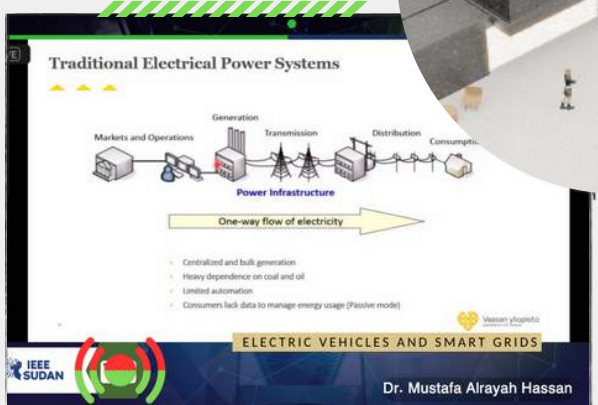 Traditional Electrical Power Systems
Generation
Markets and Operations
Transmission
Distribution
Consumptio
Power Infrastructure
One-way flow of electricity
Centralized and bulk generation
Heavy dependence on coal and oil
Limited automation
Consumers lack data to manage energy usage (Passive mode)
Vaasan yliopisto
ELECTRIC VEHICLES AND SMART GRIDS
IEEE
SUDAN
Dr. Mustafa Alrayah Hassan